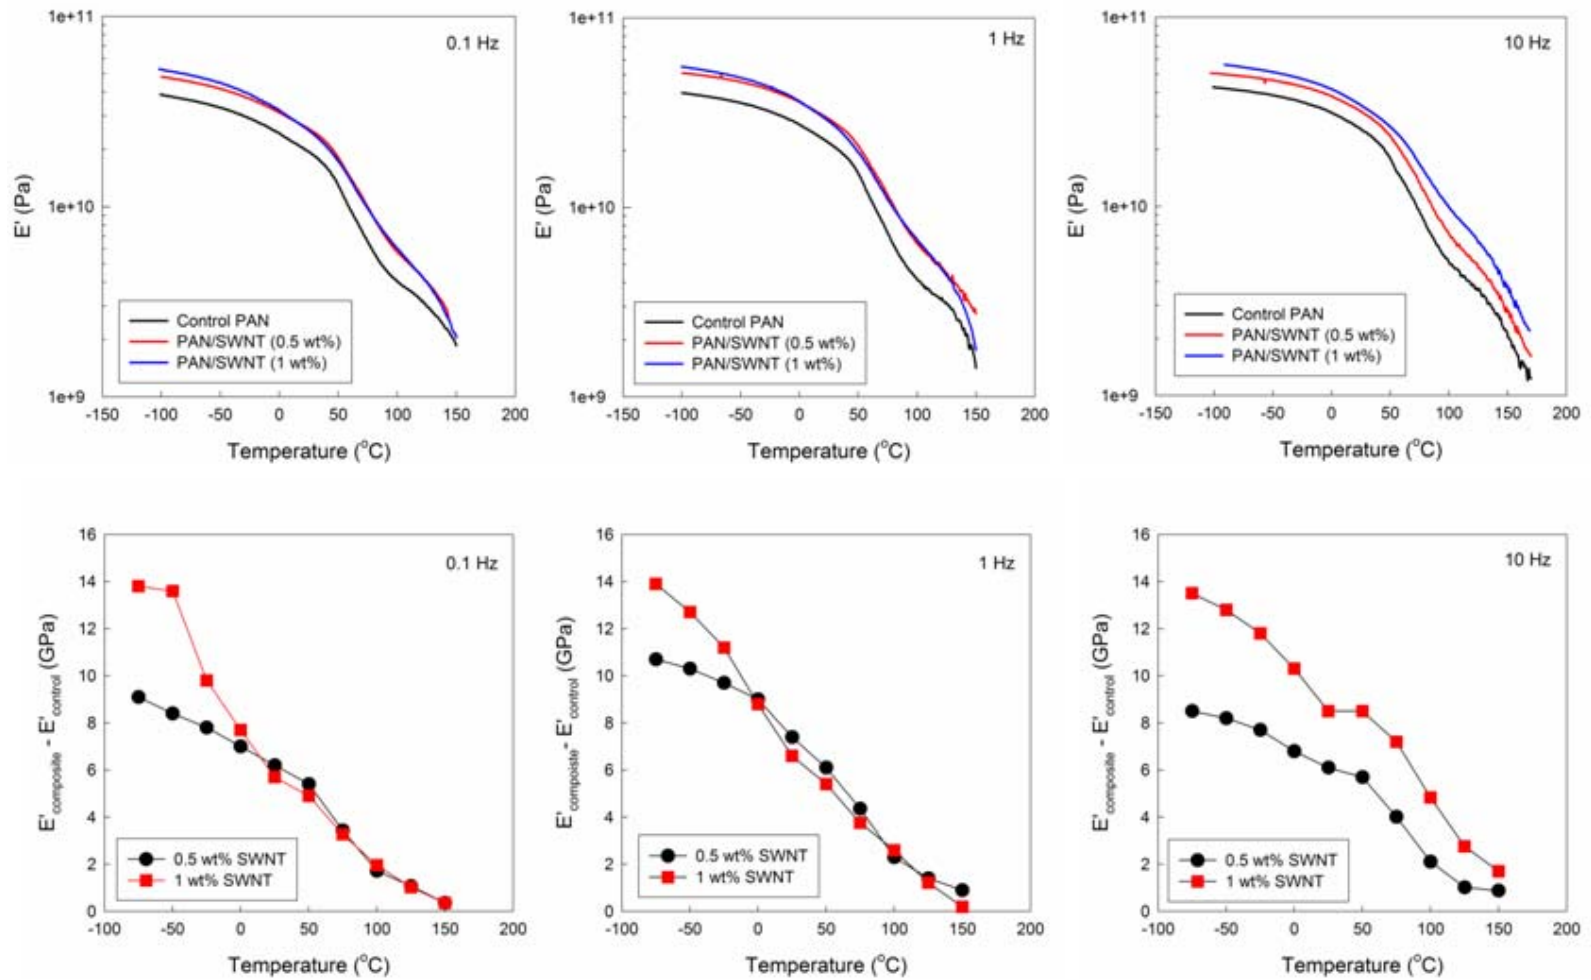 1e+11
1e+10
1e+9
E' (Pa)
0.1 Hz
Control PAN
PAN/SWNT (0.5 wt%)
PAN/SWNT (1 wt%)
-150 -100 -50 0 50 100 150 200
Temperature (°C)
1e+11
1e+10
1e+9
E' (Pa)
1 Hz
Control PAN
PAN/SWNT (0.5 wt%)
PAN/SWNT (1 wt%)
-150 -100 -50 0 50 100 150 200
Temperature (°C)
1e+11
1e+10
1e+9
E' (Pa)
10 Hz
Control PAN
PAN/SWNT (0.5 wt%)
PAN/SWNT (1 wt%)
-150 -100 -50 0 50 100 150 200
Temperature (°C)
16
14
12
10
8
6
4
2
0
E'composite - E'control (GPa)
0.1 Hz
0.5 wt% SWNT
1 wt% SWNT
-100 -50 0 50 100 150 200
Temperature (°C)
16
14
12
10
8
6
4
2
0
E'compoiste- E'control (GPa)
1 Hz
0.5 wt% SWNT
1 wt% SWNT
-100 -50 0 50 100 150 200
Temperature (°C)
16
14
12
10
8
6
4
2
0
E'composite - E'control (GPa)
10 Hz
0.5 wt% SWNT
1 wt% SWNT
-100 -50 0 50 100 150 200
Temperature (°C)